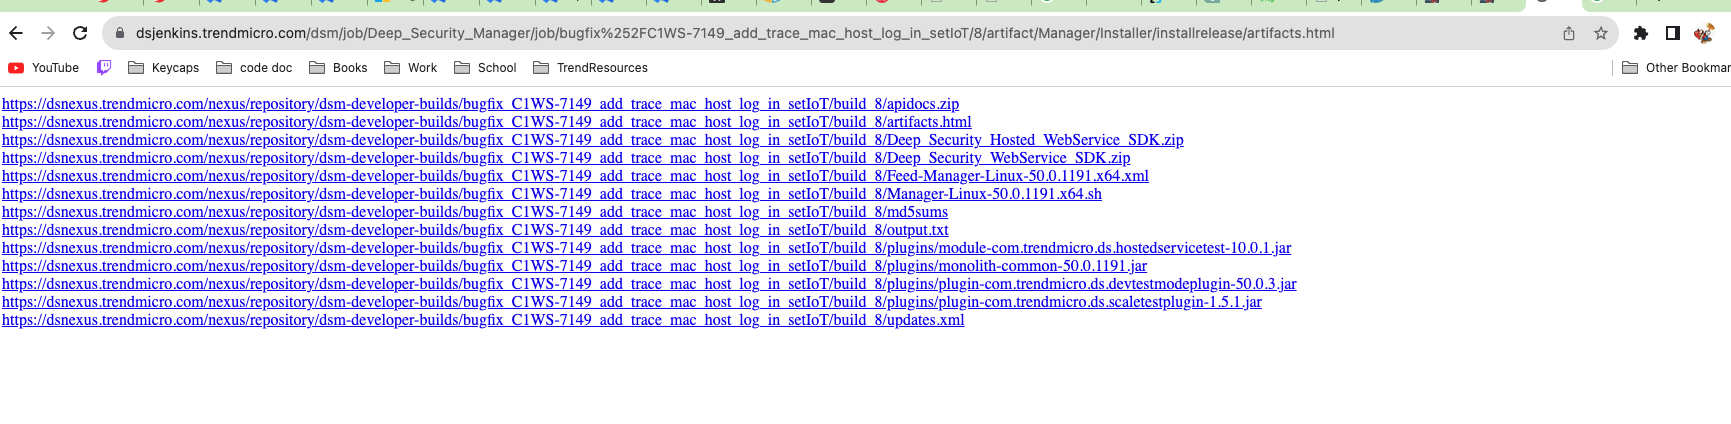 dsjenkins.trendmicro.com/dsm/job/Deep_Security_Manager/job/bugfix%252FC1WS-7149_add_trace_mac_host_log_in_setIoT/8/artifact/Manager/Installer/installrelease/artifacts.html
YouTube Keycaps code doc Books Work School TrendResources Other Bookmar
https://dsnexus.trendmicro.com/nexus/repository/dsm-developer-builds/bugfix_C1WS-7149_add_trace_mac_host_log_in_setIoT/build_8/apidocs.zip
https://dsnexus.trendmicro.com/nexus/repository/dsm-developer-builds/bugfix_C1WS-7149_add_trace_mac_host_log_in_setIoT/build_8/artifacts.html
https://dsnexus.trendmicro.com/nexus/repository/dsm-developer-builds/bugfix_C1WS-7149_add_trace_mac_host_log_in_setIoT/build_8/Deep_Security_Hosted_WebService_SDK.zip
https://dsnexus.trendmicro.com/nexus/repository/dsm-developer-builds/bugfix_C1WS-7149_add_trace_mac_host_log_in_setIoT/build_8/Deep_Security_WebService_SDK.zip
https://dsnexus.trendmicro.com/nexus/repository/dsm-developer-builds/bugfix_C1WS-7149_add_trace_mac_host_log_in_setIoT/build_8/Feed-Manager-Linux-50.0.1191.x64.xml
https://dsnexus.trendmicro.com/nexus/repository/dsm-developer-builds/bugfix_C1WS-7149_add_trace_mac_host_log_in_setIoT/build_8/Manager-Linux-50.0.1191.x64.sh
https://dsnexus.trendmicro.com/nexus/repository/dsm-developer-builds/bugfix_C1WS-7149_add_trace_mac_host_log_in_setIoT/build_8/md5sums
https://dsnexus.trendmicro.com/nexus/repository/dsm-developer-builds/bugfix_C1WS-7149_add_trace_mac_host_log_in_setIoT/build_8/output.txt
https://dsnexus.trendmicro.com/nexus/repository/dsm-developer-builds/bugfix_C1WS-7149_add_trace_mac_host_log_in_setIoT/build_8/plugins/module-com.trendmicro.ds.hostedservicetest-10.0.1.jar
https://dsnexus.trendmicro.com/nexus/repository/dsm-developer-builds/bugfix_C1WS-7149_add_trace_mac_host_log_in_setIoT/build_8/plugins/monolith-common-50.0.1191.jar
https://dsnexus.trendmicro.com/nexus/repository/dsm-developer-builds/bugfix_C1WS-7149_add_trace_mac_host_log_in_setIoT/build_8/plugins/plugin-com.trendmicro.ds.devtestmodeplugin-50.0.3.jar
https://dsnexus.trendmicro.com/nexus/repository/dsm-developer-builds/bugfix_C1WS-7149_add_trace_mac_host_log_in_setIoT/build_8/plugins/plugin-com.trendmicro.ds.scaletestplugin-1.5.1.jar
https://dsnexus.trendmicro.com/nexus/repository/dsm-developer-builds/bugfix_C1WS-7149_add_trace_mac_host_log_in_setIoT/build_8/updates.xml